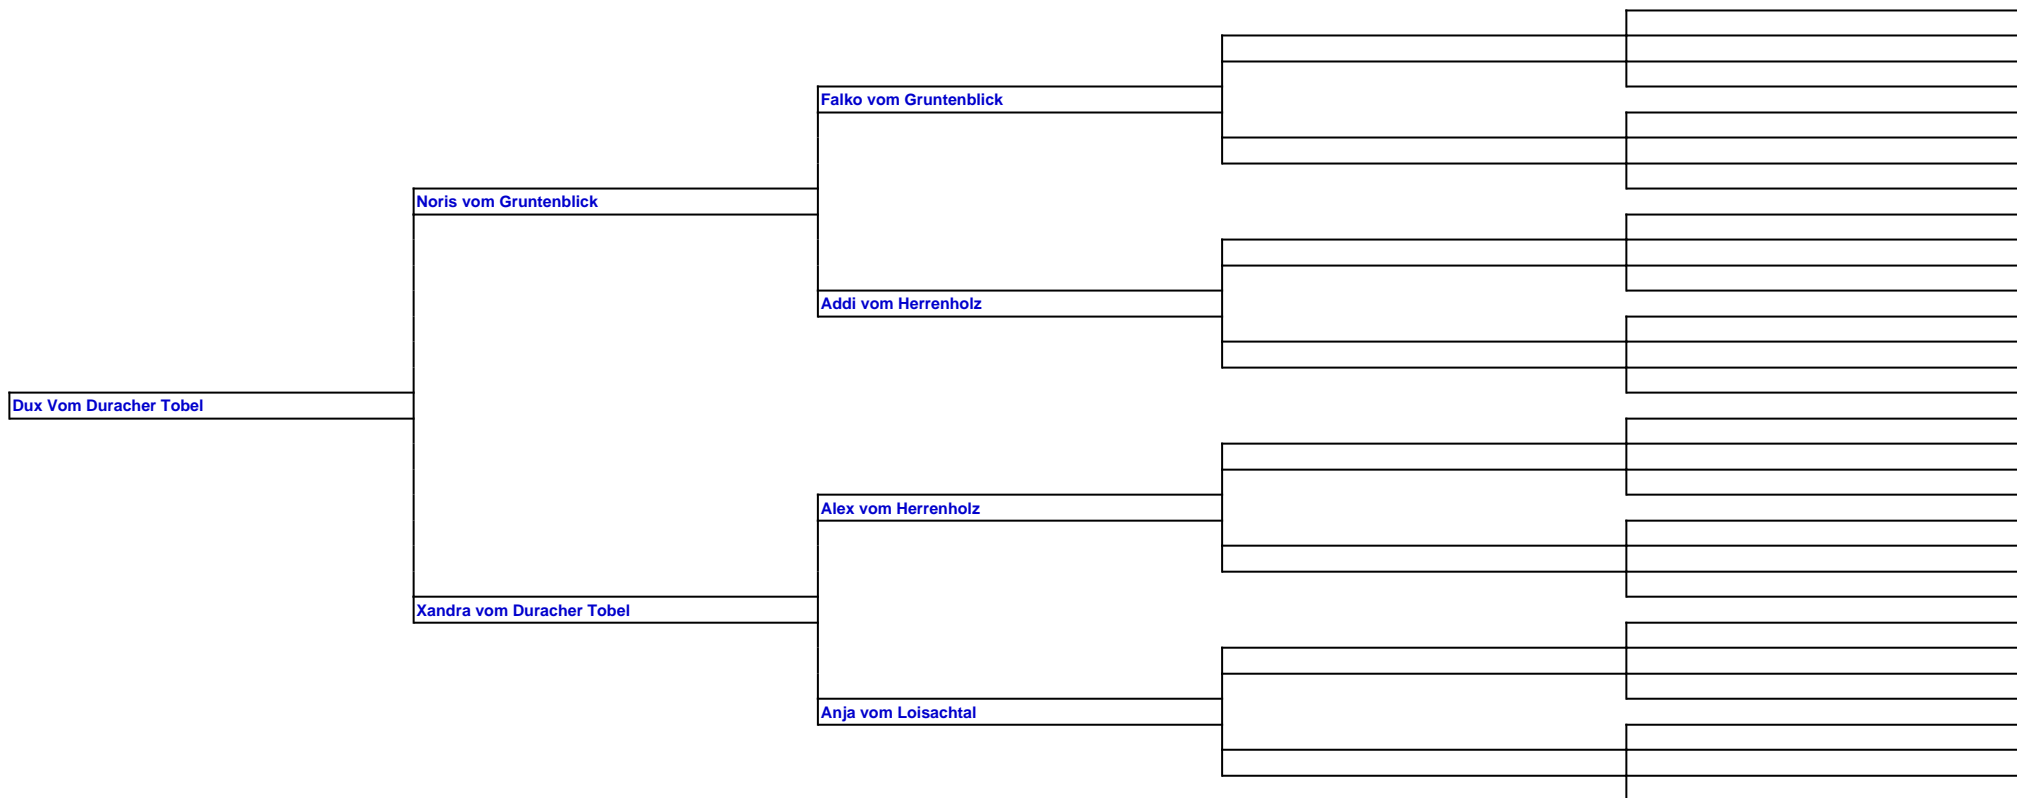 Falko vom Gruntenblick
Noris vom Gruntenblick
Addi vom Herrenholz
Dux Vom Duracher Tobel
Alex vom Herrenholz
Xandra vom Duracher Tobel
Anja vom Loisachtal